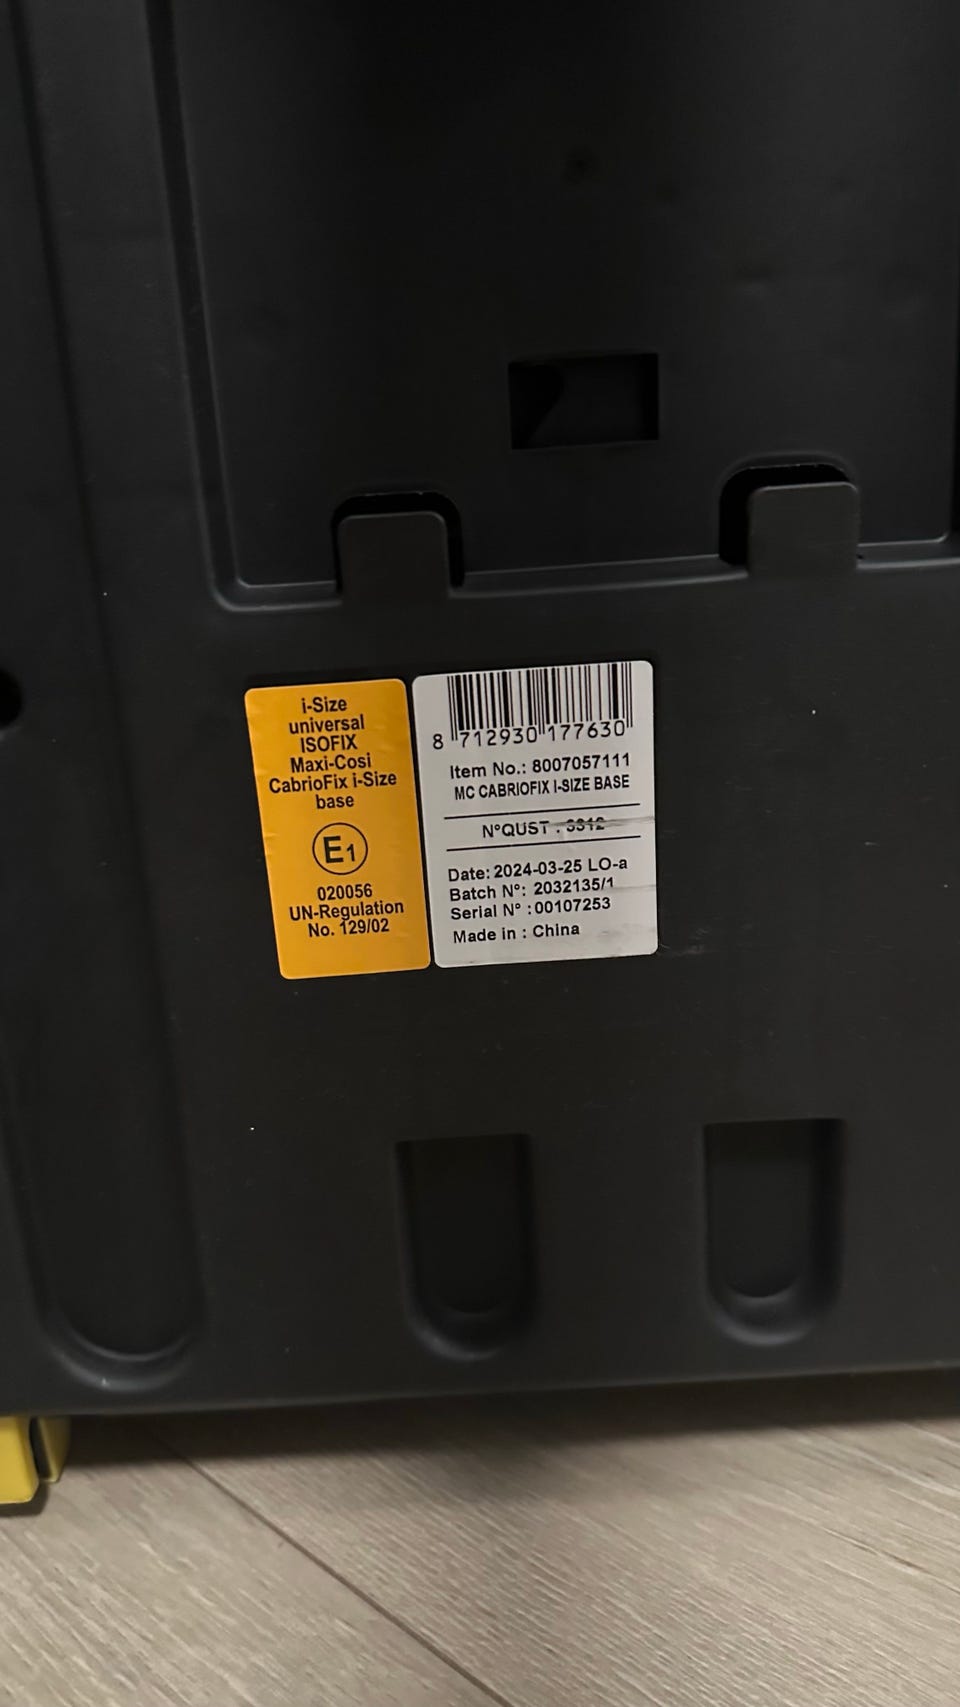 i-Size
universal
ISOFIX
Maxi-Cosi
CabrioFix i-Size
base
E1
020056
UN-Regulation
No. 129/02
8 712930 177630
Item No.: 8007057111
MC CABRIOFIX I-SIZE BASE
N°QUST :
Date: 2024-03-25 LO-a
Batch N°: 2032135/1
Serial N° : 00107253
Made in : China